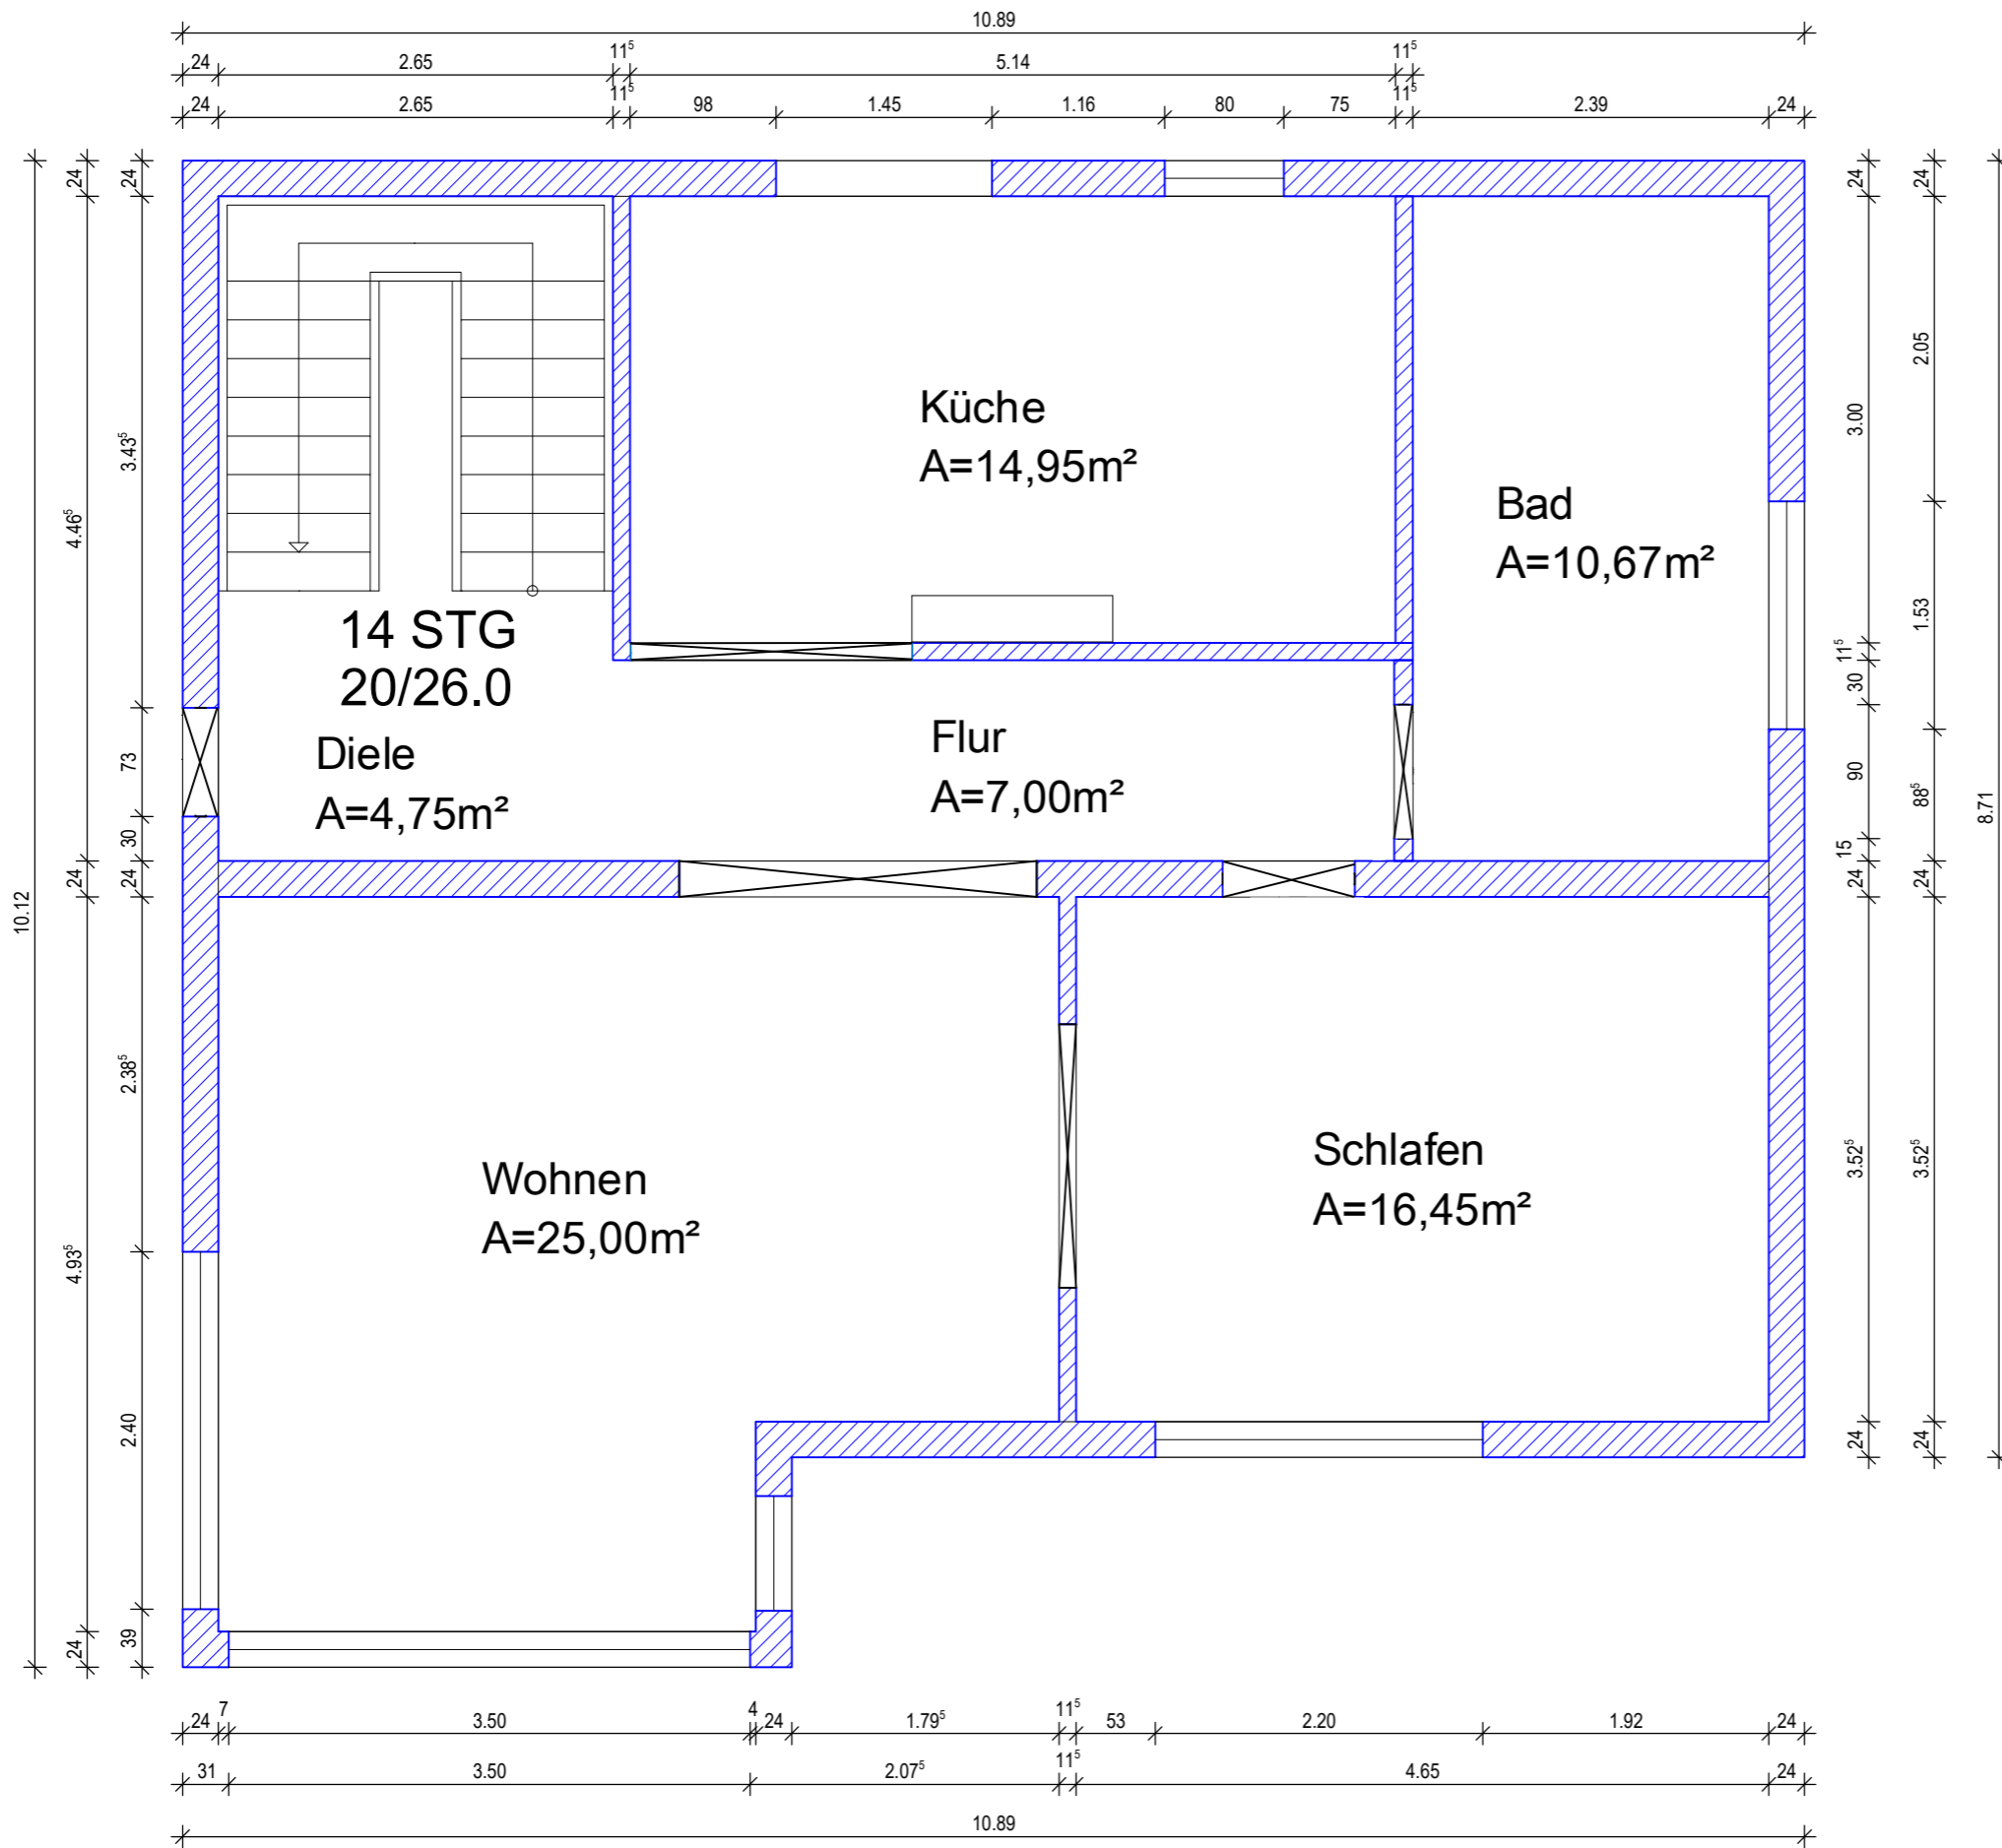 10.89
24 2.65 11⁵ 5.14 11⁵
24 2.65 11⁵ 98 1.45 1.16 80 75 11⁵ 2.39 24
10.12
24 4.46⁵ 24 4.93⁵ 24
24 3.43⁵ 73 30 24 2.38⁵ 2.40 39
Küche
A=14,95m²
Bad
A=10,67m²
14 STG
20/26.0
Diele
A=4,75m²
Flur
A=7,00m²
Wohnen
A=25,00m²
Schlafen
A=16,45m²
24 3.00 11⁵ 30 90 15 24 3.52⁵ 24
24 2.05 1.53 88⁵ 24 3.52⁵ 24
8.71
24 7 3.50 4 24 1.79⁵ 11⁵ 53 2.20 1.92 24
31 3.50 2.07⁵ 11⁵ 4.65 24
10.89